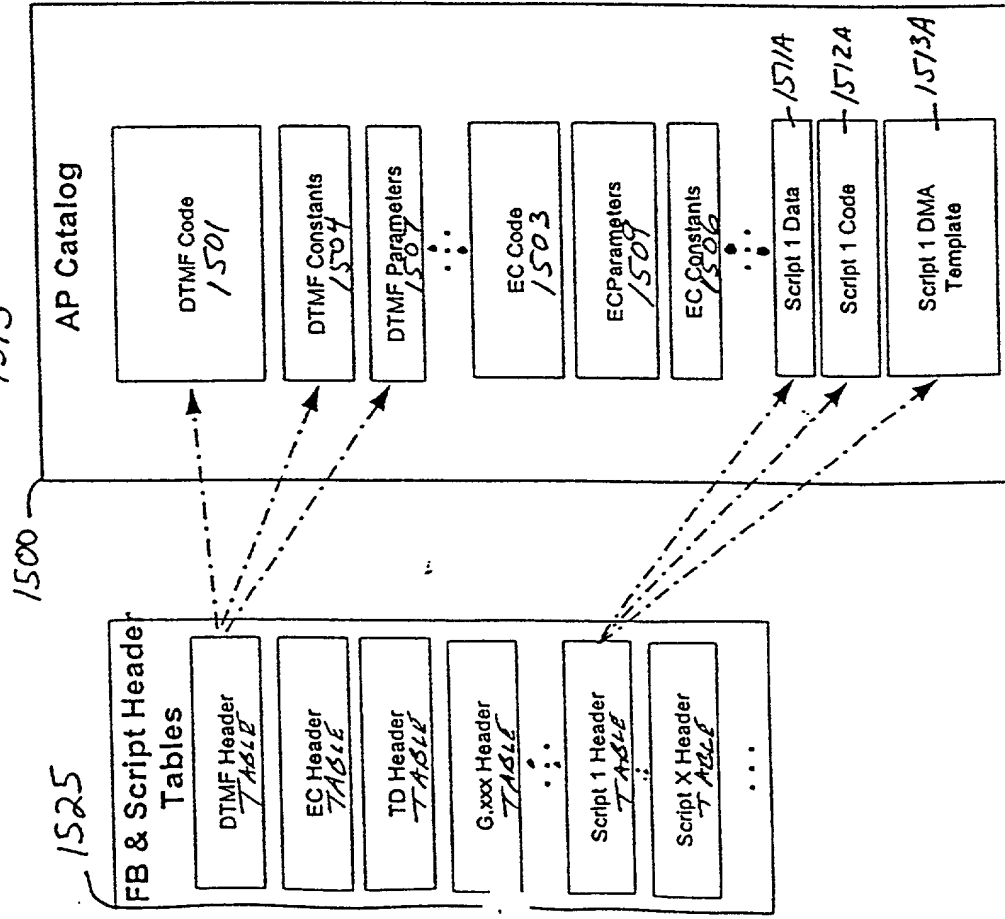 1515
1500
AP Catalog
DTMF Code
1501
DTMF Constants
1504
DTMF Parameters
1507
EC Code
1503
ECParameters
1509
EC Constants
1506
Script 1 Data
1511A
Script 1 Code
1512A
Script 1 DMA
Template
1513A
1525
FB & Script Header
Tables
DTMF Header
TABLE
EC Header
TABLE
TD Header
TABLE
G.xxx Header
TABLE
Script 1 Header
TABLE
Script X Header
TABLE